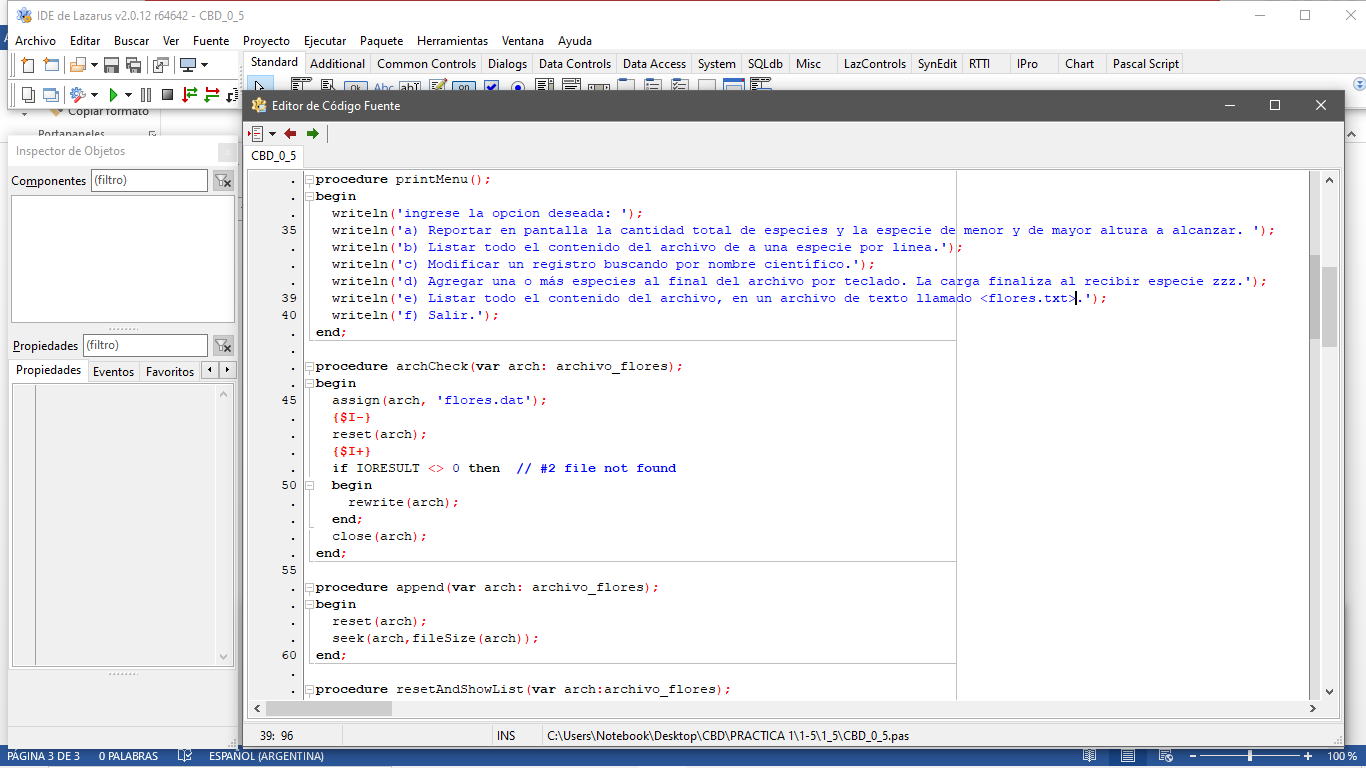 IDE de Lazarus v2.0.12 r64642 - CBD_0_5
Archivo Editar Buscar Ver Fuente Proyecto Ejecutar Paquete Herramientas Ventana Ayuda
Standard Additional Common Controls Dialogs Data Controls Data Access System SQLdb Misc LazControls SynEdit RTTI IPro Chart Pascal Script
Copiar formato
Portapapeles
Editor de Código Fuente
Inspector de Objetos
CBD_0_5
Componentes (filtro)
Propiedades (filtro)
Propiedades Eventos Favoritos
. procedure printMenu();
. begin
. writeln('ingrese la opcion deseada: ');
35 writeln('a) Reportar en pantalla la cantidad total de especies y la especie de menor y de mayor altura a alcanzar. ');
. writeln('b) Listar todo el contenido del archivo de a una especie por linea.');
. writeln('c) Modificar un registro buscando por nombre científico.');
. writeln('d) Agregar una o más especies al final del archivo por teclado. La carga finaliza al recibir especie zzz.');
39 writeln('e) Listar todo el contenido del archivo, en un archivo de texto llamado <flores.txt>.');
40 writeln('f) Salir.');
. end;
.
. procedure archCheck(var arch: archivo_flores);
. begin
45 assign(arch, 'flores.dat');
. {$I-}
. reset(arch);
. {$I+}
. if IORESULT <> 0 then // #2 file not found
50 begin
. rewrite(arch);
. end;
. close(arch);
. end;
55
. procedure append(var arch: archivo_flores);
. begin
. reset(arch);
. seek(arch,fileSize(arch));
60 end;
.
. procedure resetAndShowList(var arch:archivo_flores);
39: 96 INS C:\Users\Notebook\Desktop\CBD\PRACTICA 1\1-5\1_5\CBD_0_5.pas
PÁGINA 3 DE 3 0 PALABRAS ESPAÑOL (ARGENTINA) 100 %